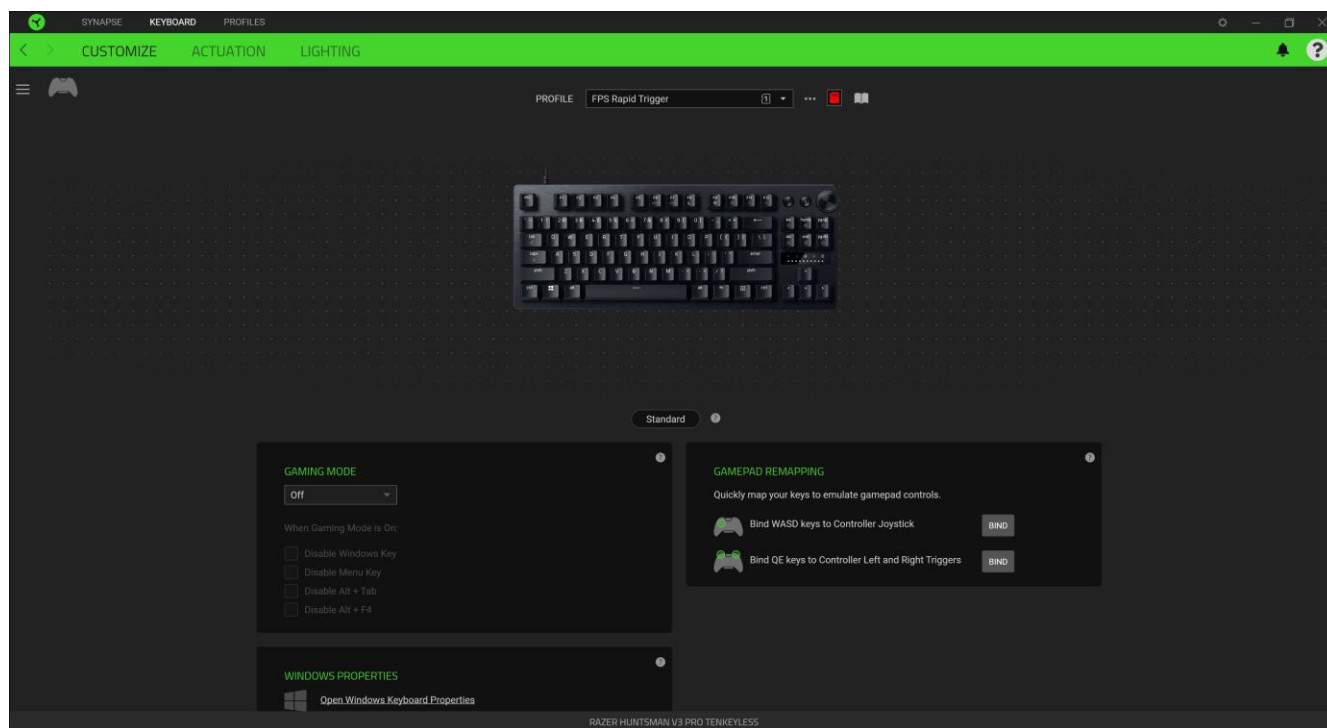 SYNAPSE KEYBOARD PROFILES
CUSTOMIZE ACTUATION LIGHTING
PROFILE FPS Rapid Trigger 1
Standard ?
GAMING MODE
Off
When Gaming Mode is On:
Disable Windows Key
Disable Menu Key
Disable Alt + Tab
Disable Alt + F4
GAMEPAD REMAPPING
Quickly map your keys to emulate gamepad controls.
Bind WASD keys to Controller Joystick BIND
Bind QE keys to Controller Left and Right Triggers BIND
WINDOWS PROPERTIES
Open Windows Keyboard Properties
RAZER HUNTSMAN V3 PRO TENKEYLESS